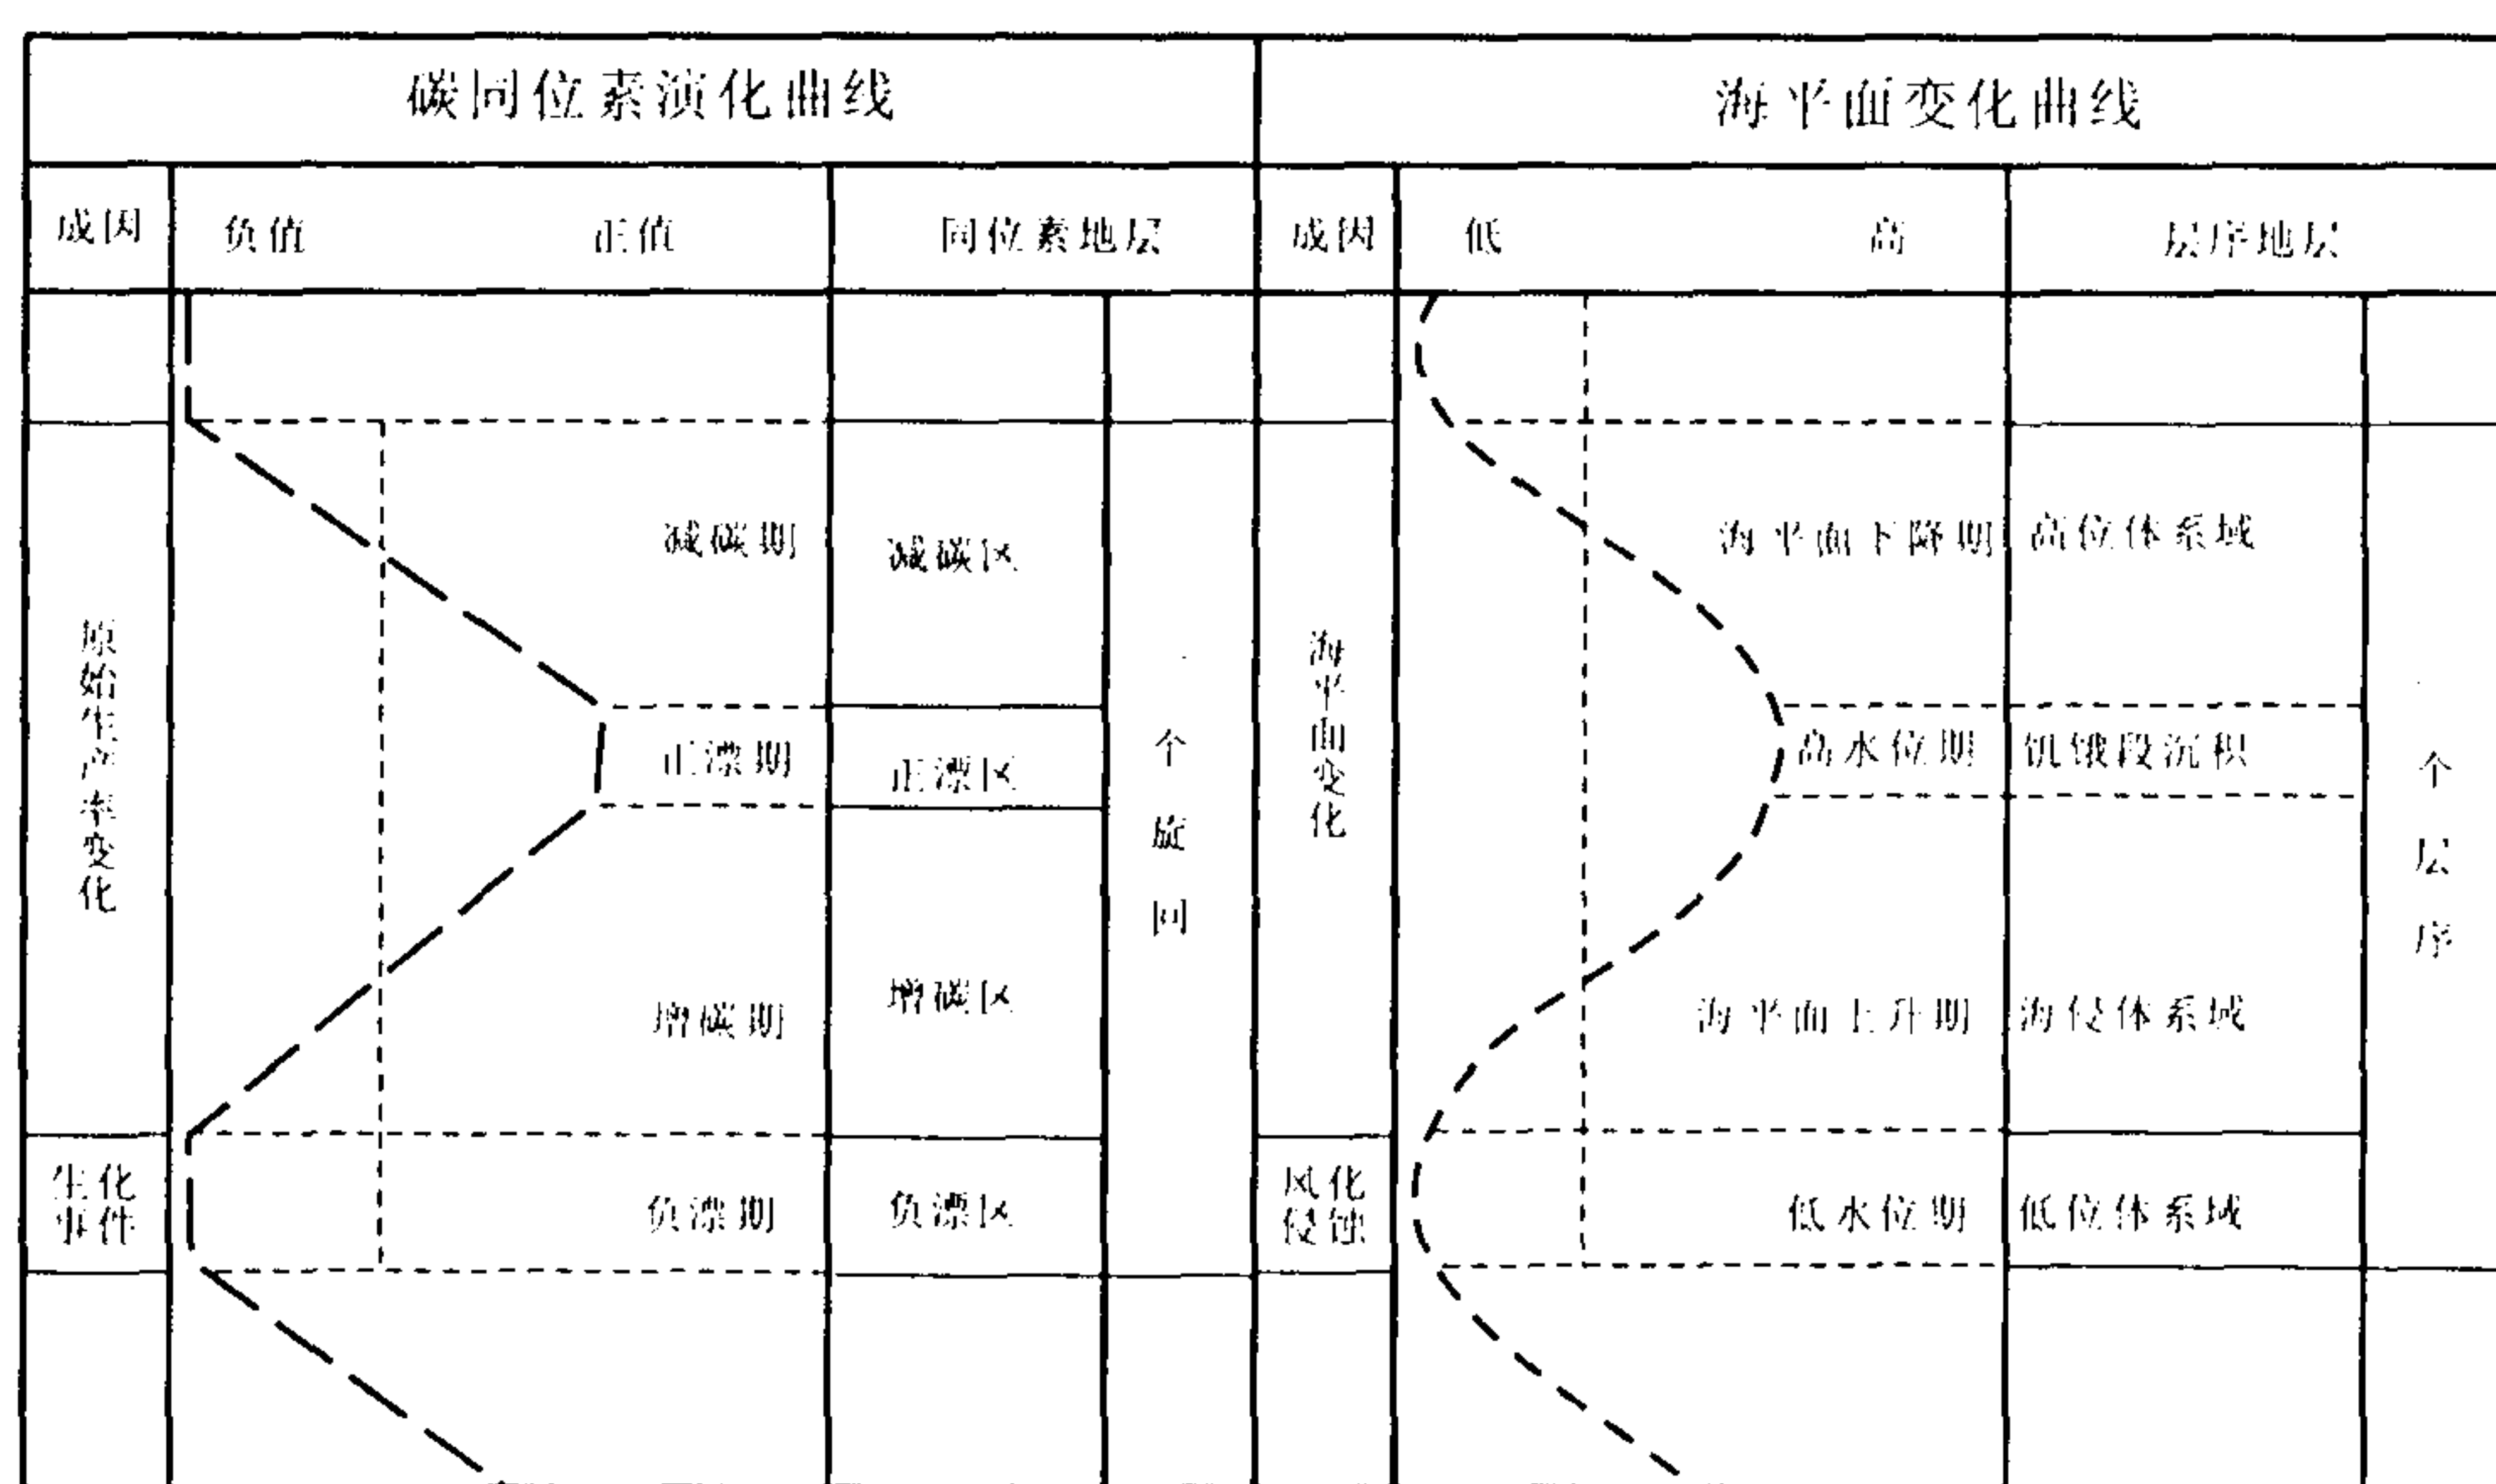 碳同位素演化曲线
海平面变化曲线
成因
负值
正值
同位素地层
成因
低
高
层序地层
减碳期
减碳区
海平面下降期
高位体系域
原始生产率变化
正漂期
正漂区
个旋回
海平面变化
高水位期
饥饿段沉积
个层序
增碳期
增碳区
海平面上升期
海侵体系域
生化
事件
负漂期
负漂区
风化
侵蚀
低水位期
低位体系域